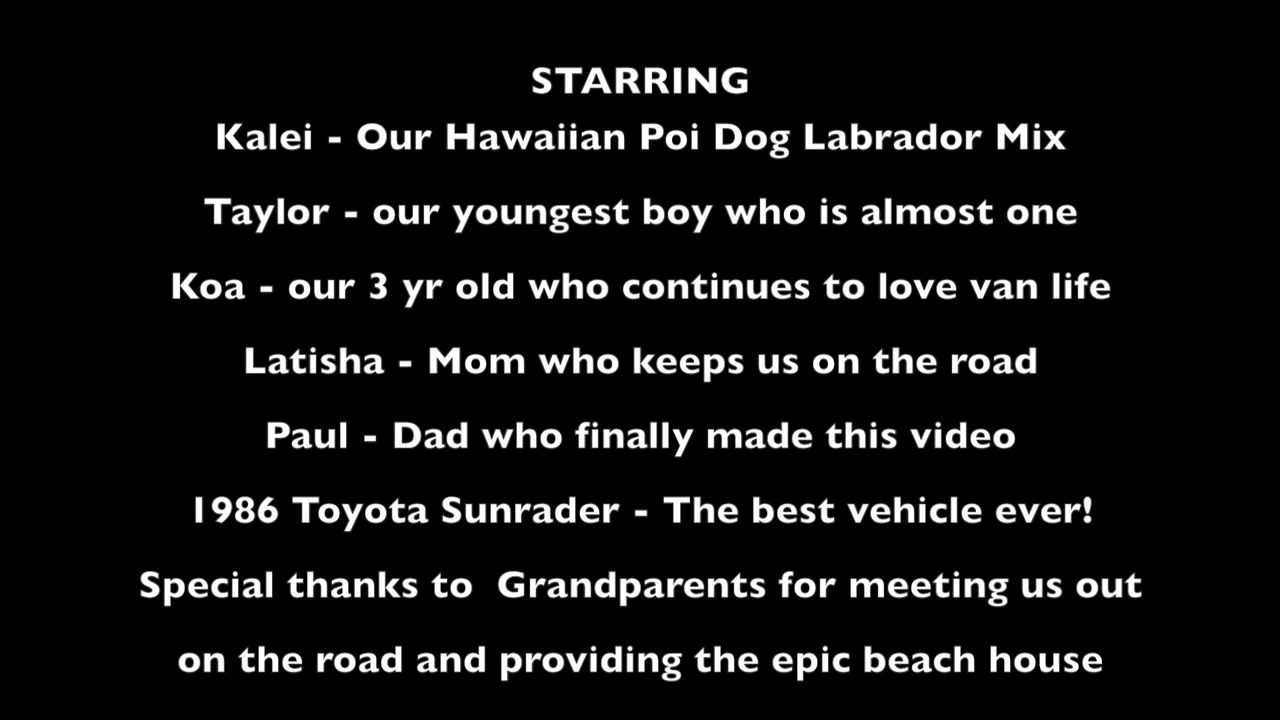 STARRING
Kalei - Our Hawaiian Poi Dog Labrador Mix
Taylor - our youngest boy who is almost one
Koa - our 3 yr old who continues to love van life
Latisha - Mom who keeps us on the road
Paul - Dad who finally made this video
1986 Toyota Sunrader - The best vehicle ever!
Special thanks to  Grandparents for meeting us out
on the road and providing the epic beach house